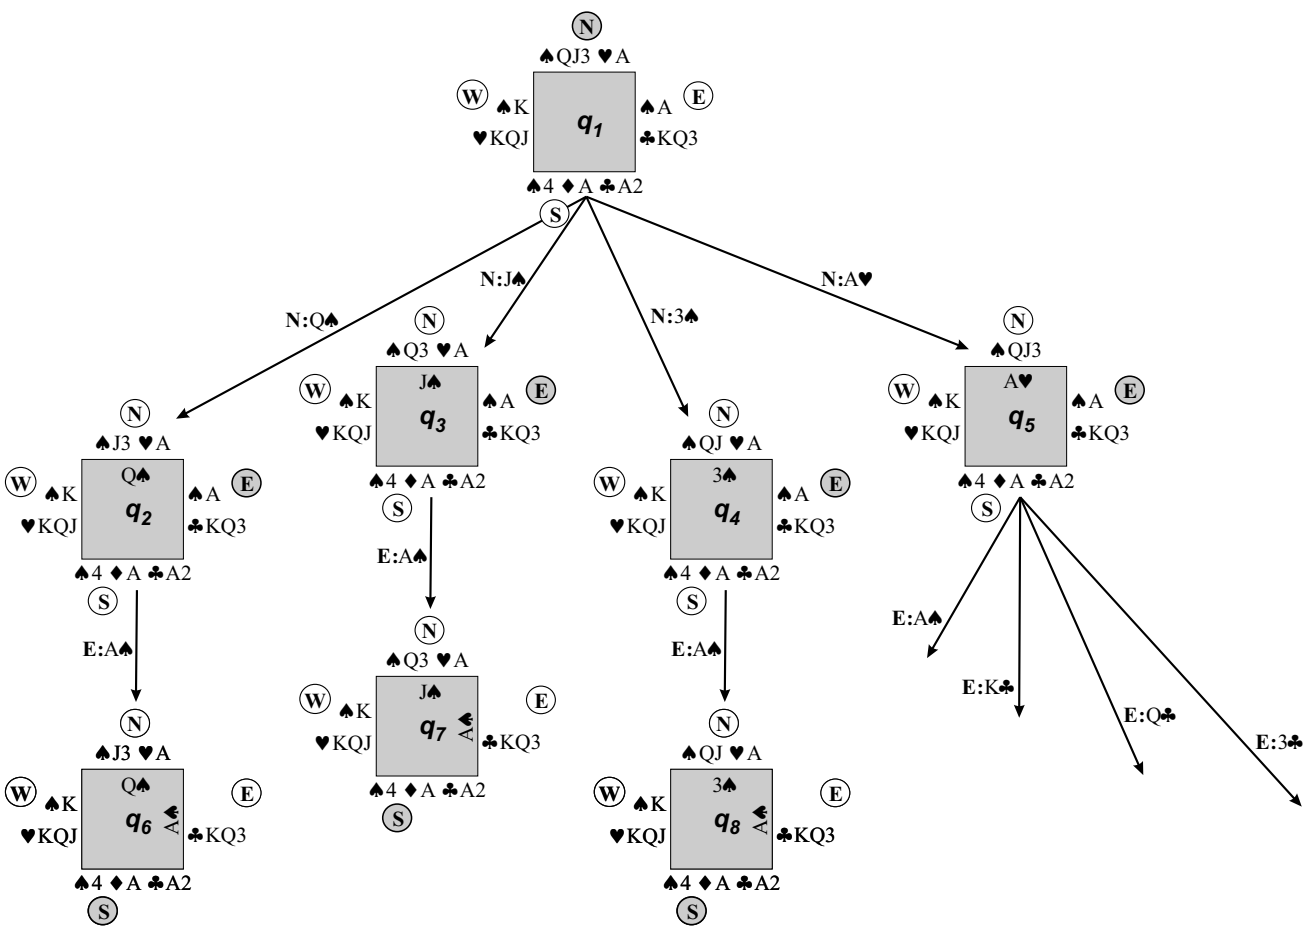 N
♠QJ3 ♥A
W
♠K
♥KQJ
q1
E
♠A
♣KQ3
♠4 ♦A ♣A2
S
N:Q♠
N:J♠
N:3♠
N:A♥
N
♠J3 ♥A
W
♠K
♥KQJ
Q♠
q2
E
♠A
♣KQ3
♠4 ♦A ♣A2
S
N
♠Q3 ♥A
W
♠K
♥KQJ
J♠
q3
E
♠A
♣KQ3
♠4 ♦A ♣A2
S
N
♠QJ ♥A
W
♠K
♥KQJ
3♠
q4
E
♠A
♣KQ3
♠4 ♦A ♣A2
S
N
♠QJ3
W
♠K
♥KQJ
A♥
q5
E
♠A
♣KQ3
♠4 ♦A ♣A2
S
E:A♠
E:A♠
E:A♠
E:A♠
E:K♣
E:Q♣
E:3♣
N
♠J3 ♥A
W
♠K
♥KQJ
Q♠
q6
A♠
E
♣KQ3
♠4 ♦A ♣A2
S
N
♠Q3 ♥A
W
♠K
♥KQJ
J♠
q7
A♠
E
♣KQ3
♠4 ♦A ♣A2
S
N
♠QJ ♥A
W
♠K
♥KQJ
3♠
q8
A♠
E
♣KQ3
♠4 ♦A ♣A2
S